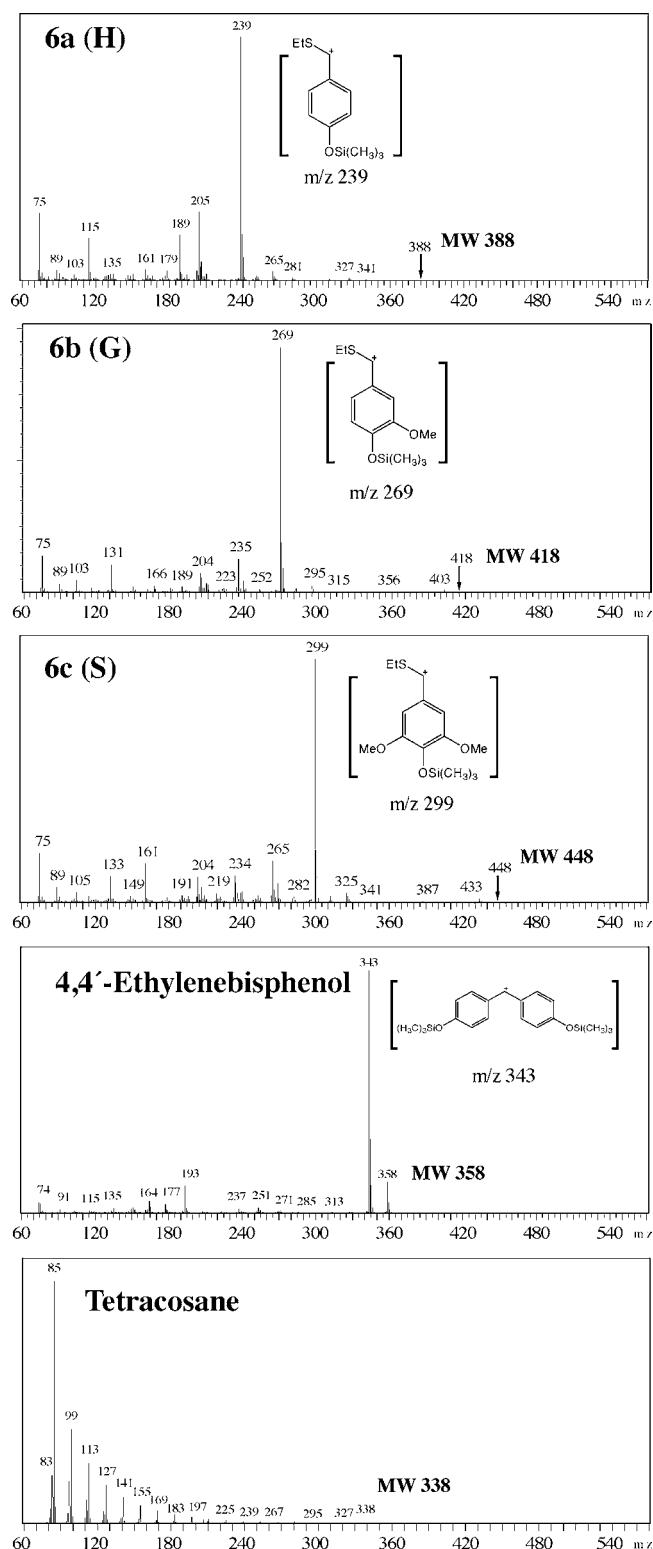 6a (H)
239
EtS
+
OSi(CH₃)₃
m/z 239
75
89
103
115
135
161
179
189
205
265
281
327
341
388
MW 388
60 120 180 240 300 360 420 480 540 m z
6b (G)
269
EtS
+
OMe
OSi(CH₃)₃
m/z 269
75
89
103
131
166
189
204
223
235
252
295
315
356
403
418
MW 418
60 120 180 240 300 360 420 480 540 m z
6c (S)
299
EtS
+
MeO OMe
OSi(CH₃)₃
m/z 299
75
89
105
133
149
161
191
204
219
234
265
282
325
341
387
433
448
MW 448
60 120 180 240 300 360 420 480 540 m z
4,4´-Ethylenebisphenol
343
+
(H₃C)₃SiO OSi(CH₃)₃
m/z 343
74
91
115
135
164
177
193
237
251
271
285
313
358
MW 358
60 120 180 240 300 360 420 480 540 m z
Tetracosane
85
83
99
113
127
141
155
169
183
197
225
239
267
295
327
338
MW 338
60 120 180 240 300 360 420 480 540 m z